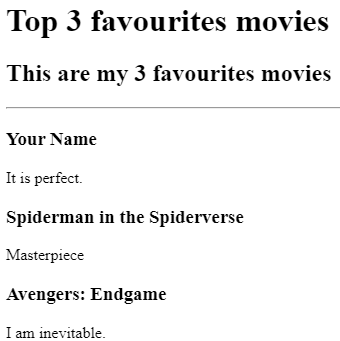 Top 3 favourites movies
This are my 3 favourites movies
Your Name
It is perfect.
Spiderman in the Spiderverse
Masterpiece
Avengers: Endgame
I am inevitable.